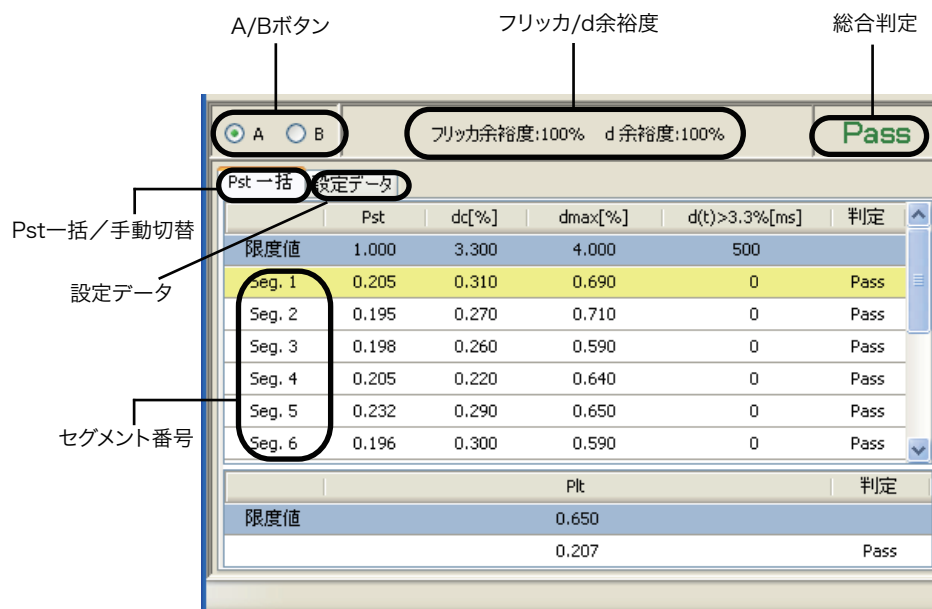 A/Bボタン フリッカ/d余裕度 総合判定
A B フリッカ余裕度:100% d 余裕度:100% Pass
Pst 一括 設定データ
Pst一括／手動切替
Pst dc[%] dmax[%] d(t)>3.3%[ms] 判定
限度値 1.000 3.300 4.000 500
設定データ
Seg. 1 0.205 0.310 0.690 0 Pass
Seg. 2 0.195 0.270 0.710 0 Pass
Seg. 3 0.198 0.260 0.590 0 Pass
Seg. 4 0.205 0.220 0.640 0 Pass
Seg. 5 0.232 0.290 0.650 0 Pass
セグメント番号
Seg. 6 0.196 0.300 0.590 0 Pass
Plt 判定
限度値 0.650
0.207 Pass